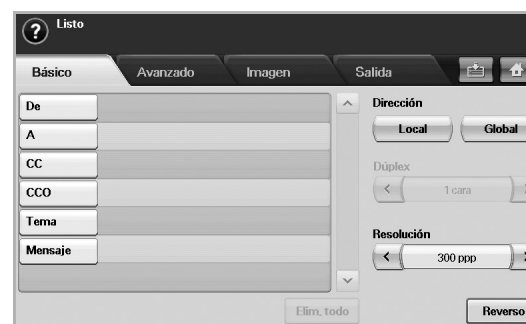 Listo
Básico
Avanzado
Imagen
Salida
De
A
CC
CCO
Tema
Mensaje
Elim. todo
Dirección
Local
Global
Dúplex
1 cara
Resolución
300 ppp
Reverso